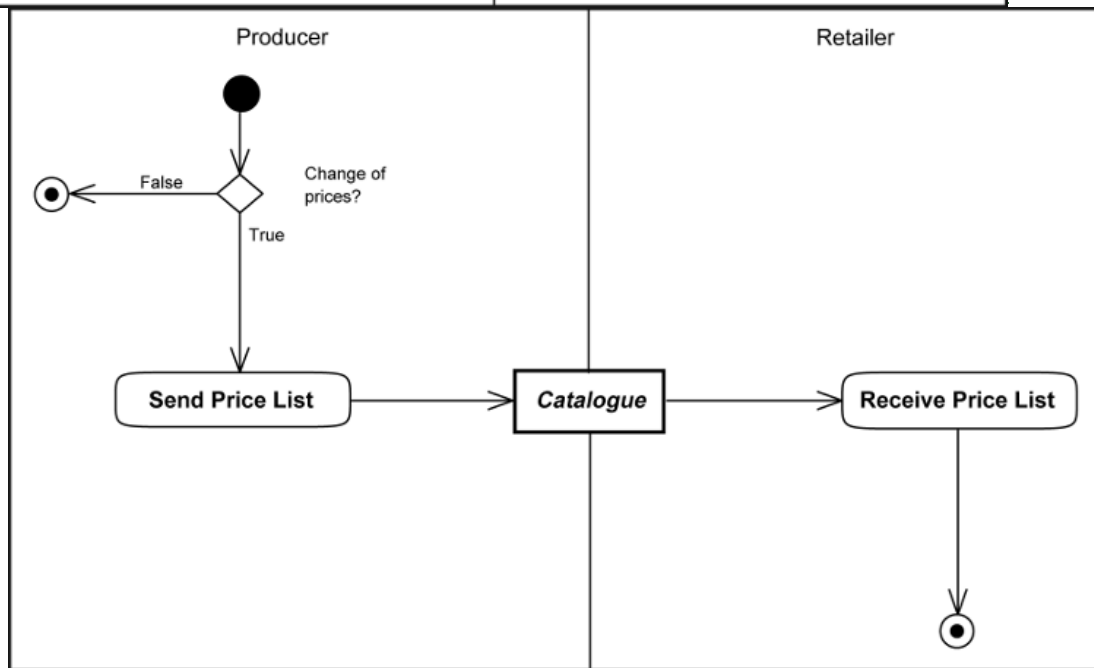 Producer
Retailer
Change of
prices?
False
True
Send Price List
Catalogue
Receive Price List